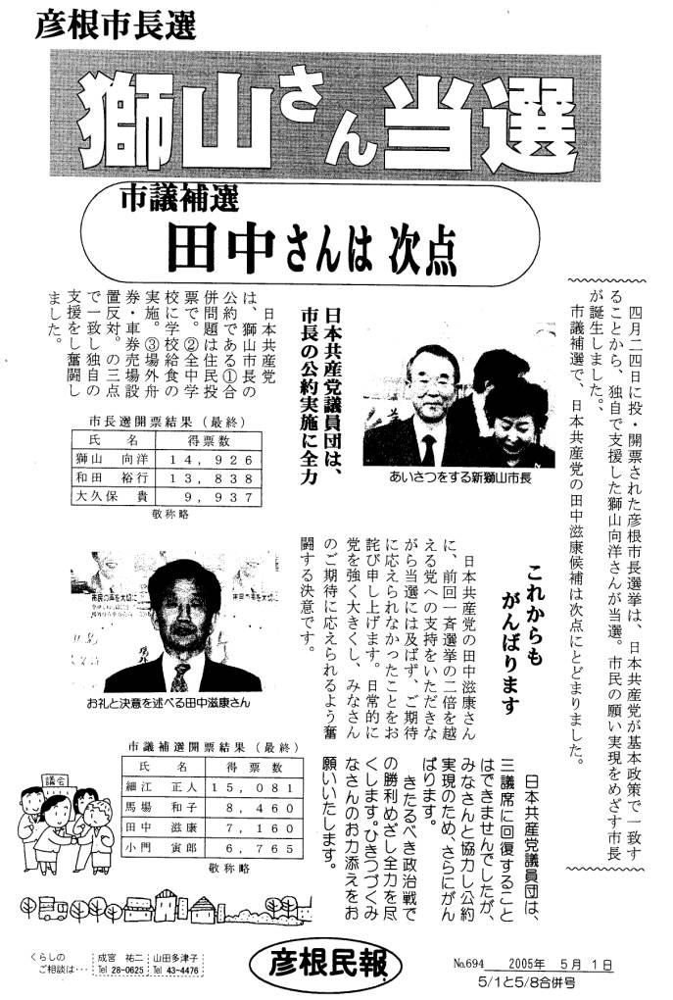 彦根市長選
獅山さん当選
市議補選
田中さんは 次点
四月二四日に投・開票された彦根市長選挙は、日本共産党が基本政策で一致す
ることから、独自で支援した獅山向洋さんが当選。市民の願い実現をめざす市長
が誕生しました。
市議補選で、日本共産党の田中滋康候補は次点にとどまりました。
あいさつをする新獅山市長
日本共産党議員団は、
市長の公約実施に全力
日本共産党
は、獅山市長の
公約である①合
併問題は住民投
票で。②全中学
校に学校給食の
実施。③場外舟
券・車券売場設
置反対。の三点
で一致し独自の
支援をし奮闘し
ました。
市長選開票結果(最終)
氏 名 得票数
獅山 向洋 14,926
和田 裕行 13,838
大久保 貴 9,937
敬称略
これからも
がんばります
日本共産党の田中滋康さん
に、前回一斉選挙の二倍を越
える党への支持をいただきな
がら当選には及ばず、ご期待
に応えられなかったことをお
詫び申し上げます。日常的に
党を強く大きくし、みなさん
のご期待に応えられるよう奮
闘する決意です。
お礼と決意を述べる田中滋康さん
日本共産党議員団は、
三議席に回復すること
はできませんでしたが、
みなさんと協力し公約
実現のため、さらにがん
ばります。
きたるべき政治戦で
の勝利めざし全力を尽
くします。ひきつづくみ
なさんのお力添えをお
願いいたします。
市議補選開票結果(最終)
氏 名 得 票 数
細江 正人 15,081
馬場 和子 8,460
田中 滋康 7,160
小門 寅郎 6,765
敬称略
議会
くらしの
ご相談は…
成宮 祐二 山田多津子
Tel 28-0625 Tel 43-4476
彦根民報
No.694 2005年 5月 1日
5/1と5/8合併号